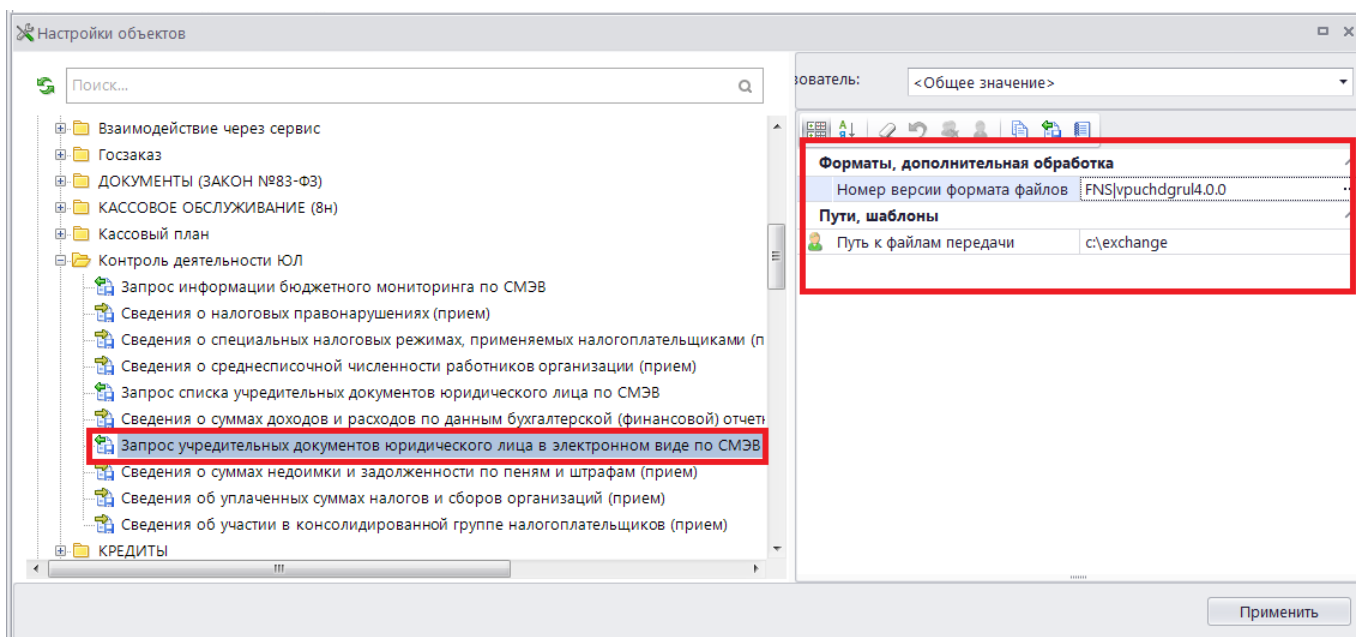 Настройки объектов
Поиск...
Взаимодействие через сервис
Госзаказ
ДОКУМЕНТЫ (ЗАКОН №83-ФЗ)
КАССОВОЕ ОБСЛУЖИВАНИЕ (8н)
Кассовый план
Контроль деятельности ЮЛ
Запрос информации бюджетного мониторинга по СМЭВ
Сведения о налоговых правонарушениях (прием)
Сведения о специальных налоговых режимах, применяемых налогоплательщиками (п
Сведения о среднесписочной численности работников организации (прием)
Запрос списка учредительных документов юридического лица по СМЭВ
Сведения о суммах доходов и расходов по данным бухгалтерской (финансовой) отчетн
Запрос учредительных документов юридического лица в электронном виде по СМЭВ
Сведения о суммах недоимки и задолженности по пеням и штрафам (прием)
Сведения об уплаченных суммах налогов и сборов организаций (прием)
Сведения об участии в консолидированной группе налогоплательщиков (прием)
КРЕДИТЫ
зователь: <Общее значение>
Форматы, дополнительная обработка
Номер версии формата файлов FNS|vpuchdgrul4.0.0
Пути, шаблоны
Путь к файлам передачи c:\exchange
Применить